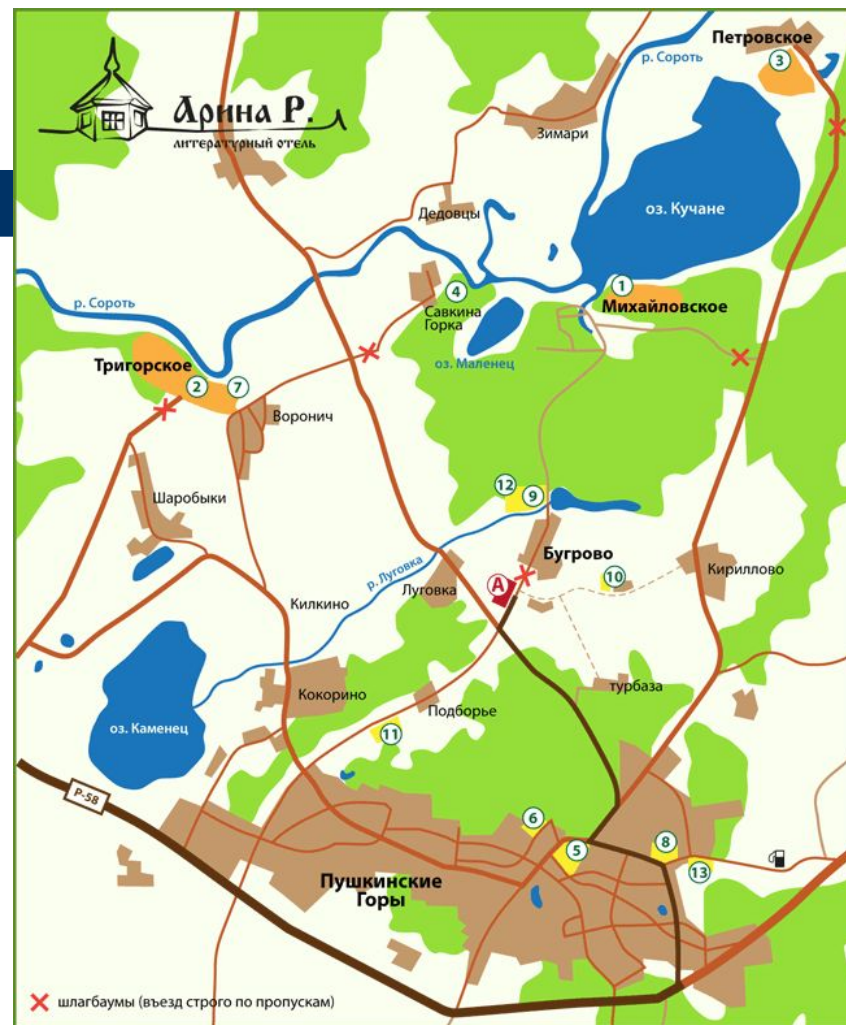 Петровское
3
р. Сороть
Арина Р.
литературный отель
Зимари
Дедовцы
оз. Кучане
1
Михайловское
4
Савкина
Горка
р. Сороть
оз. Маленец
Тригорское
2
7
Воронич
Шаробыки
12
9
Бугрово
р. Луговка
А
10
Кириллово
Луговка
Килкино
турбаза
Кокорино
Подборье
оз. Каменец
11
Р-58
6
5
8
13
Пушкинские
Горы
шлагбаумы (въезд строго по пропускам)